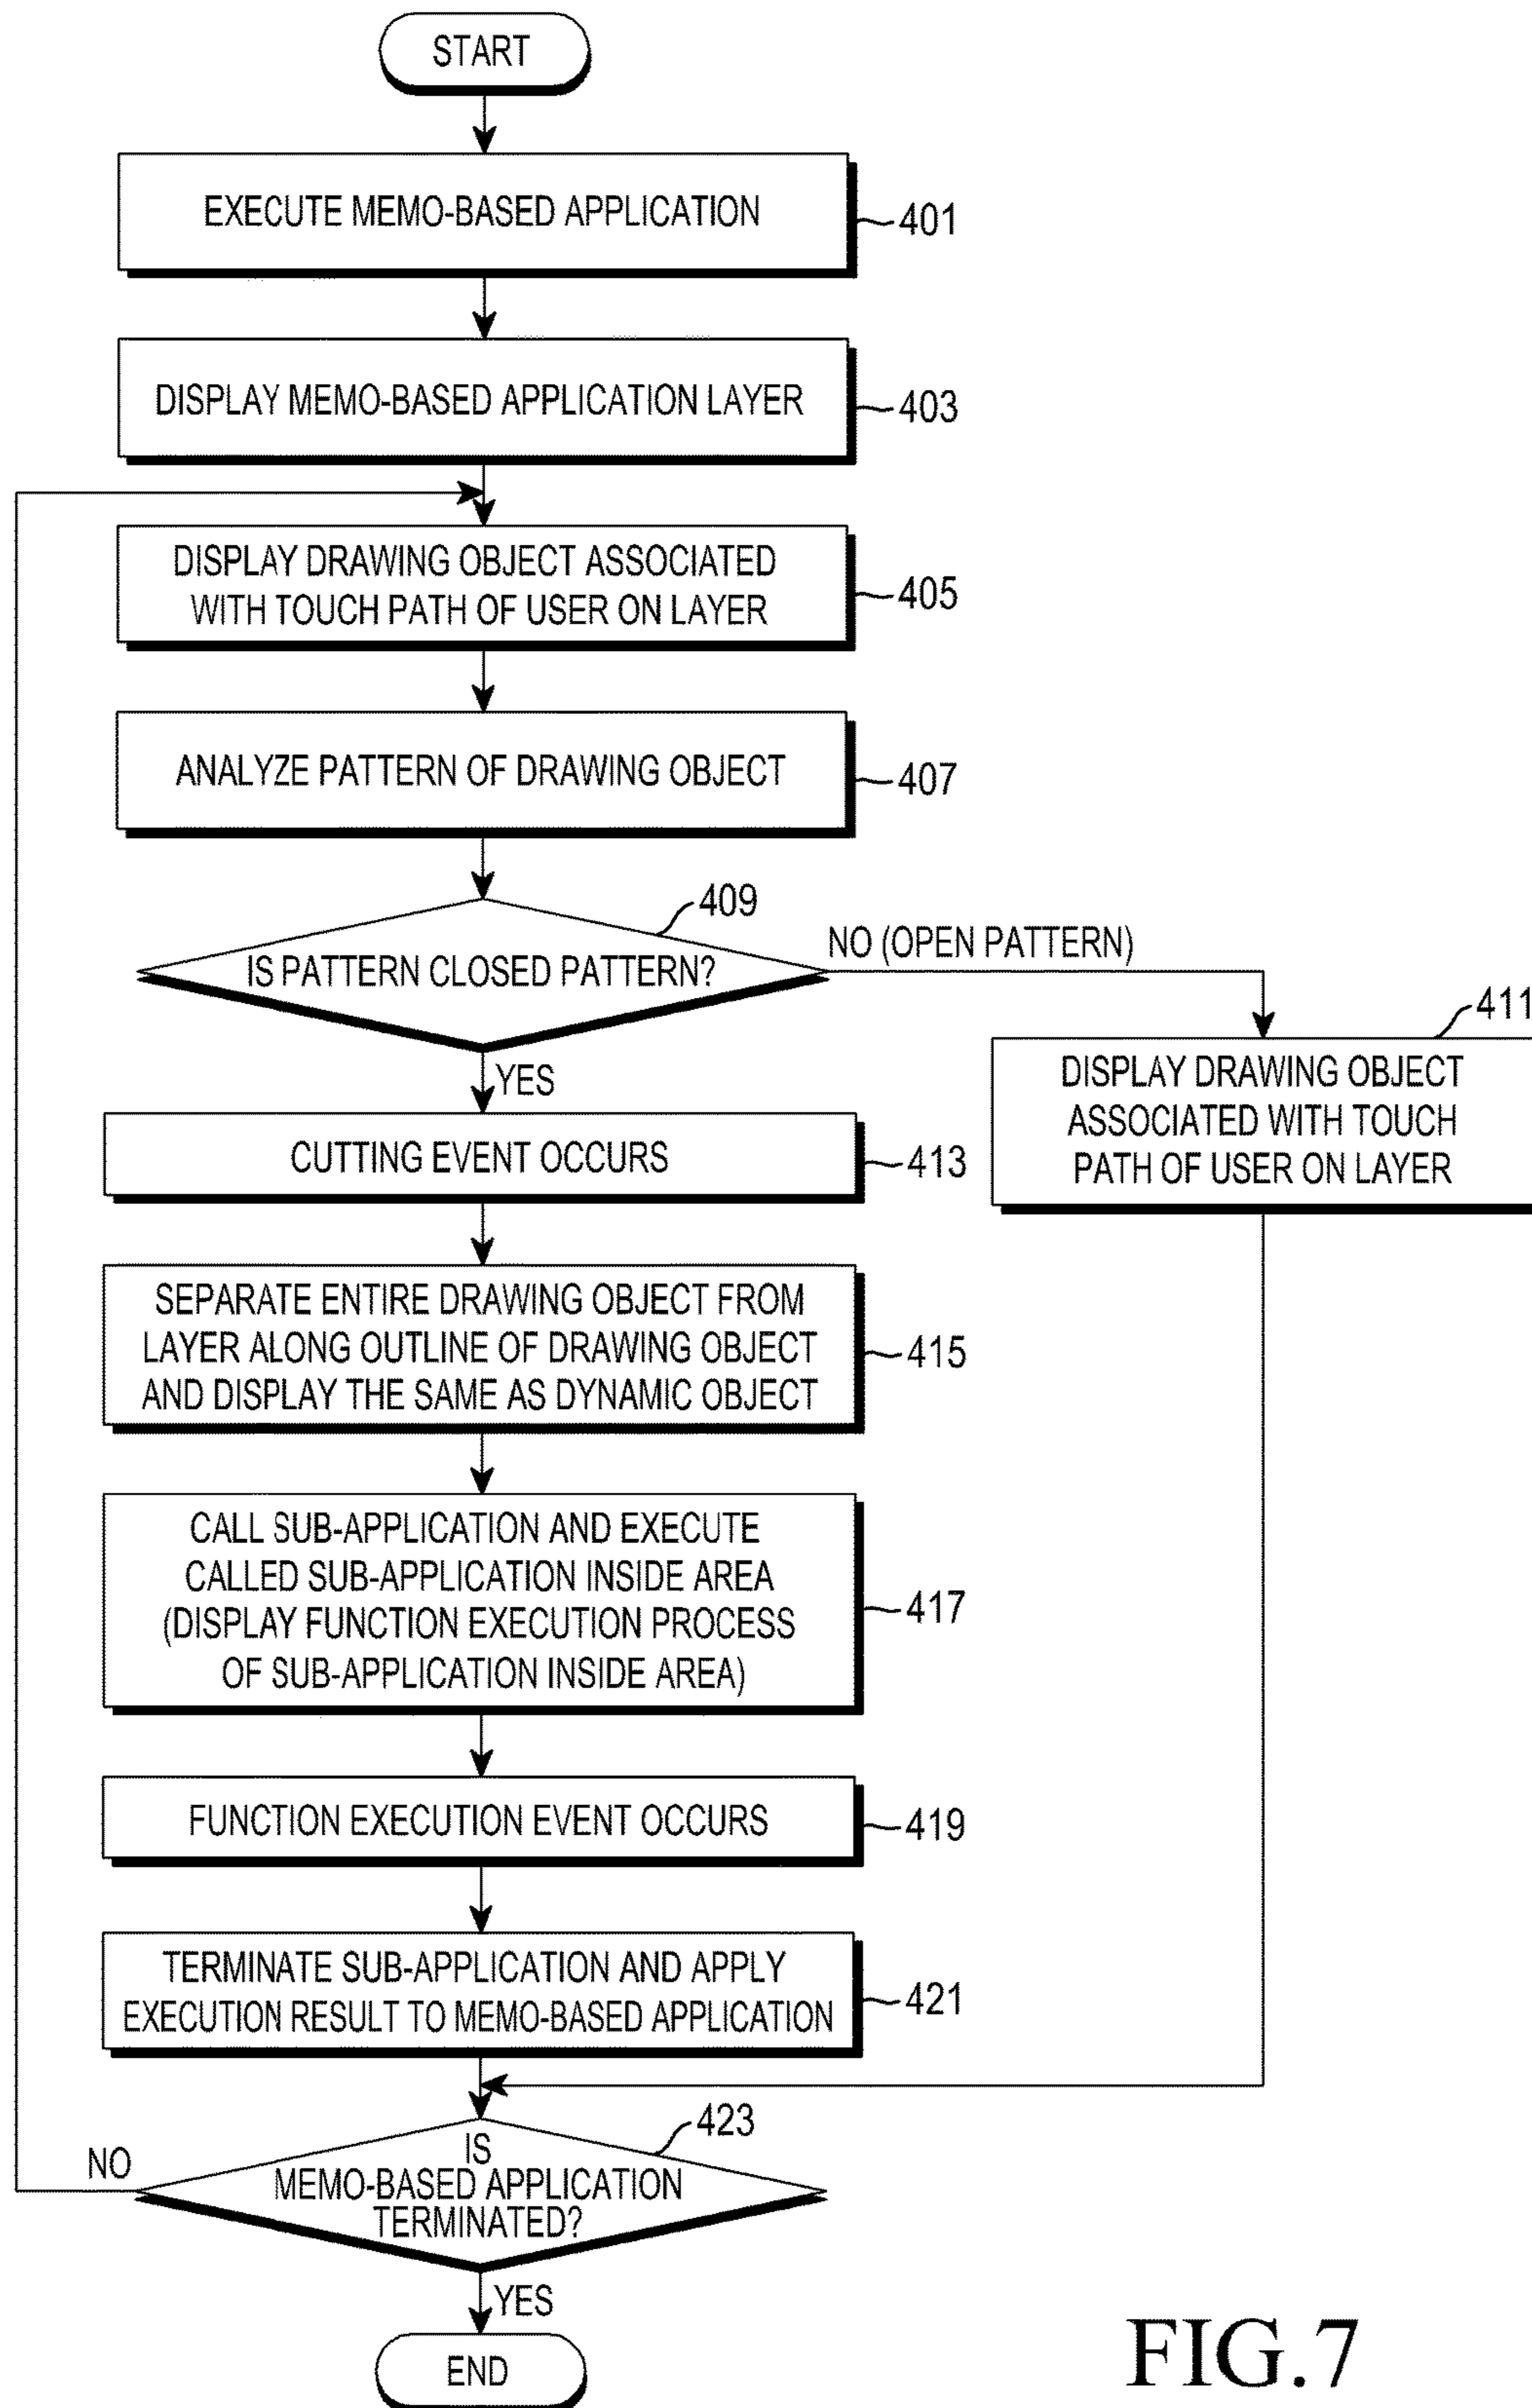 START
EXECUTE MEMO-BASED APPLICATION
401
DISPLAY MEMO-BASED APPLICATION LAYER
403
DISPLAY DRAWING OBJECT ASSOCIATED
WITH TOUCH PATH OF USER ON LAYER
405
ANALYZE PATTERN OF DRAWING OBJECT
407
409
IS PATTERN CLOSED PATTERN?
NO (OPEN PATTERN)
411
DISPLAY DRAWING OBJECT
ASSOCIATED WITH TOUCH
PATH OF USER ON LAYER
YES
CUTTING EVENT OCCURS
413
SEPARATE ENTIRE DRAWING OBJECT FROM
LAYER ALONG OUTLINE OF DRAWING OBJECT
AND DISPLAY THE SAME AS DYNAMIC OBJECT
415
CALL SUB-APPLICATION AND EXECUTE
CALLED SUB-APPLICATION INSIDE AREA
(DISPLAY FUNCTION EXECUTION PROCESS
OF SUB-APPLICATION INSIDE AREA)
417
FUNCTION EXECUTION EVENT OCCURS
419
TERMINATE SUB-APPLICATION AND APPLY
EXECUTION RESULT TO MEMO-BASED APPLICATION
421
423
IS
MEMO-BASED APPLICATION
TERMINATED?
NO
YES
END
FIG.7